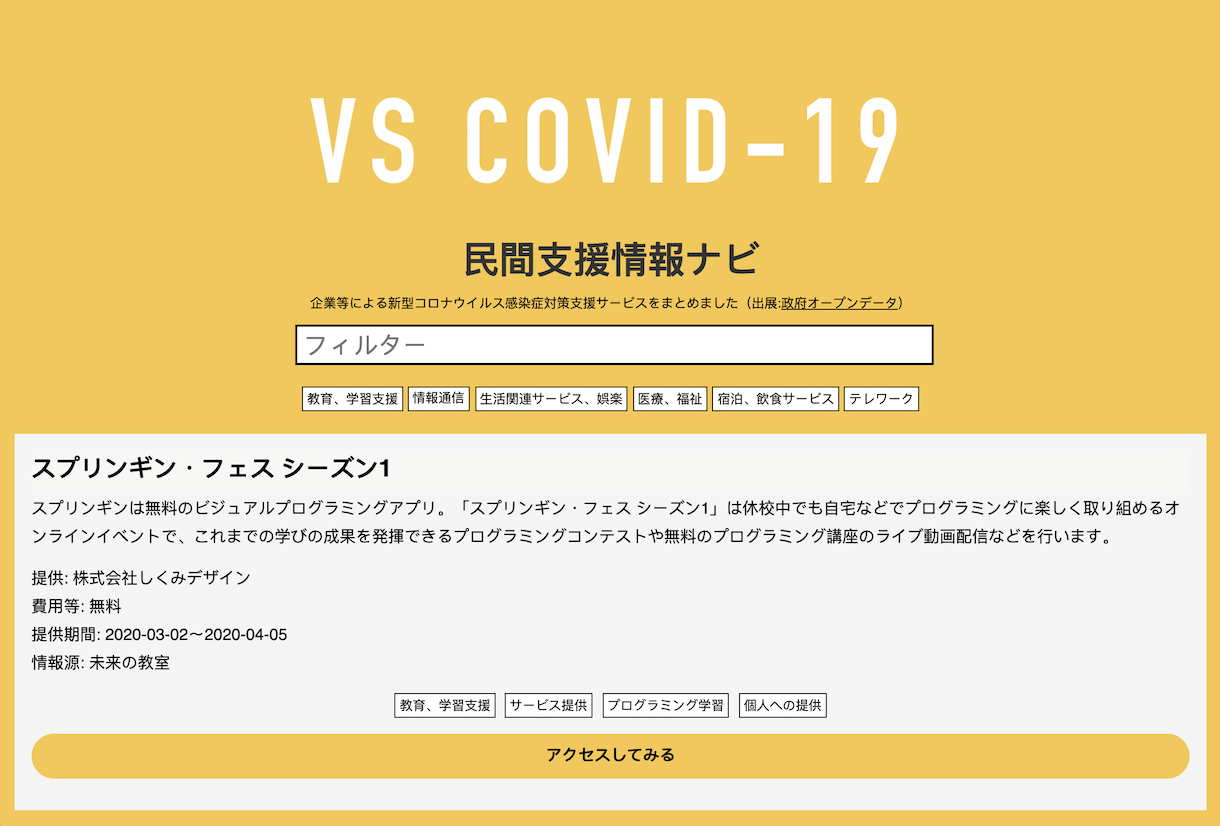 VS COVID-19
民間支援情報ナビ
企業等による新型コロナウイルス感染症対策支援サービスをまとめました（出展:政府オープンデータ）
フィルター
教育、学習支援 情報通信 生活関連サービス、娯楽 医療、福祉 宿泊、飲食サービス テレワーク
スプリンギン・フェス シーズン1
スプリンギンは無料のビジュアルプログラミングアプリ。「スプリンギン・フェス シーズン1」は休校中でも自宅などでプログラミングに楽しく取り組めるオ
ンラインイベントで、これまでの学びの成果を発揮できるプログラミングコンテストや無料のプログラミング講座のライブ動画配信などを行います。
提供: 株式会社しくみデザイン
費用等: 無料
提供期間: 2020-03-02〜2020-04-05
情報源: 未来の教室
教育、学習支援 サービス提供 プログラミング学習 個人への提供
アクセスしてみる